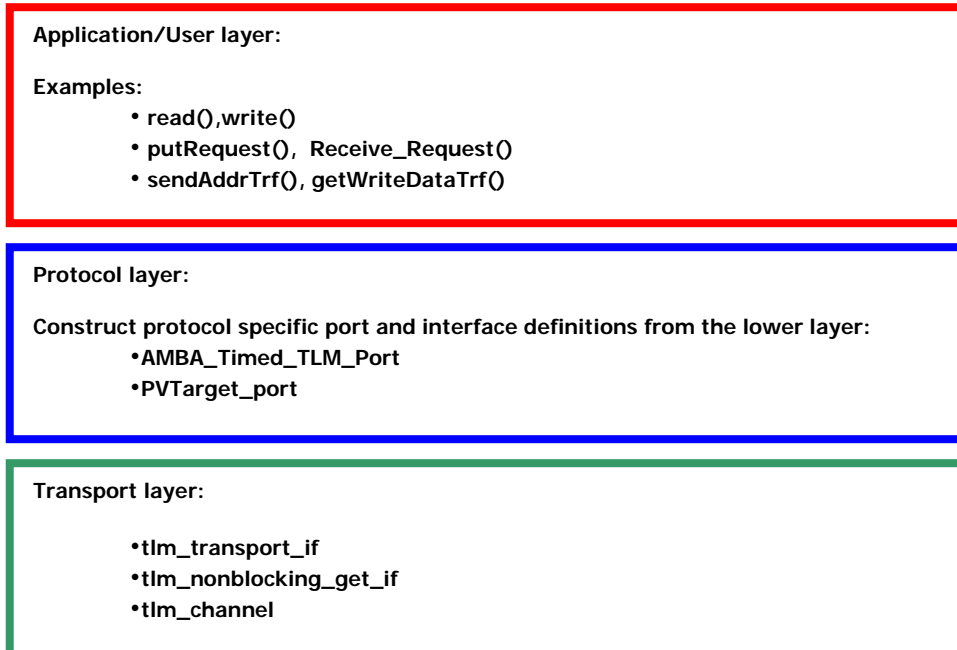 Application/User layer:
Examples:
• read(),write()
• putRequest(), Receive_Request()
• sendAddrTrf(), getWriteDataTrf()
Protocol layer:
Construct protocol specific port and interface definitions from the lower layer:
•AMBA_Timed_TLM_Port
•PVTarget_port
Transport layer:
•tlm_transport_if
•tlm_nonblocking_get_if
•tlm_channel